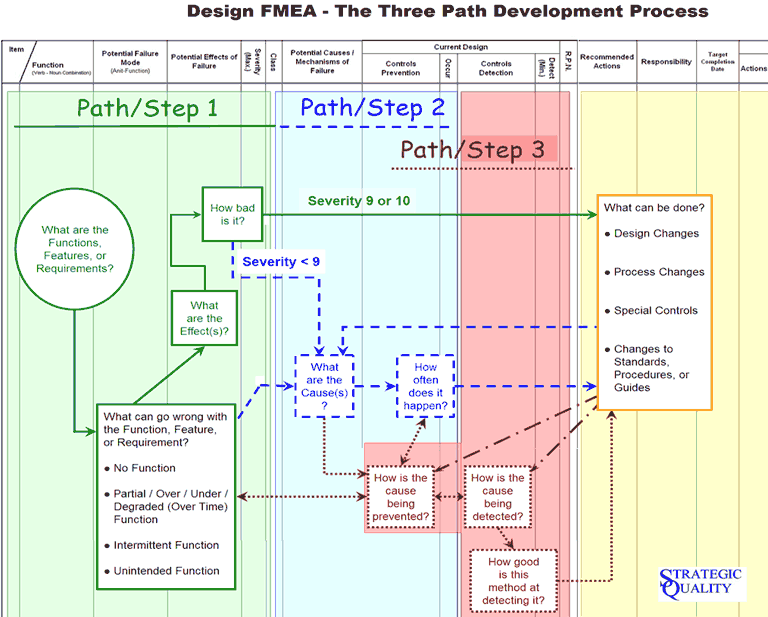 Design FMEA - The Three Path Development Process
Item
Function
(Verb - Noun Combination)
Potential Failure
Mode
(Anti-Function)
Potential Effects of
Failure
Severity
(Max.)
Class
Potential Causes /
Mechanisms of
Failure
Current Design
Controls
Prevention
Occur
Controls
Detection
Detect
(Min.)
R.P.N.
Recommended
Actions
Responsibility
Target
Completion
Date
Actions
Path/Step 1
Path/Step 2
Path/Step 3
What are the
Functions,
Features, or
Requirements?
How bad
is it?
Severity 9 or 10
Severity < 9
What
are the
Effect(s)?
What can go wrong with
the Function, Feature,
or Requirement?
• No Function
• Partial / Over / Under /
Degraded (Over Time)
Function
• Intermittent Function
• Unintended Function
What
are the
Cause(s)
?
How
often
does it
happen?
How is the
cause
being
prevented?
How is the
cause
being
detected?
How good
is this
method at
detecting it?
What can be done?
• Design Changes
• Process Changes
• Special Controls
• Changes to
Standards,
Procedures, or
Guides
STRATEGIC
QUALITY